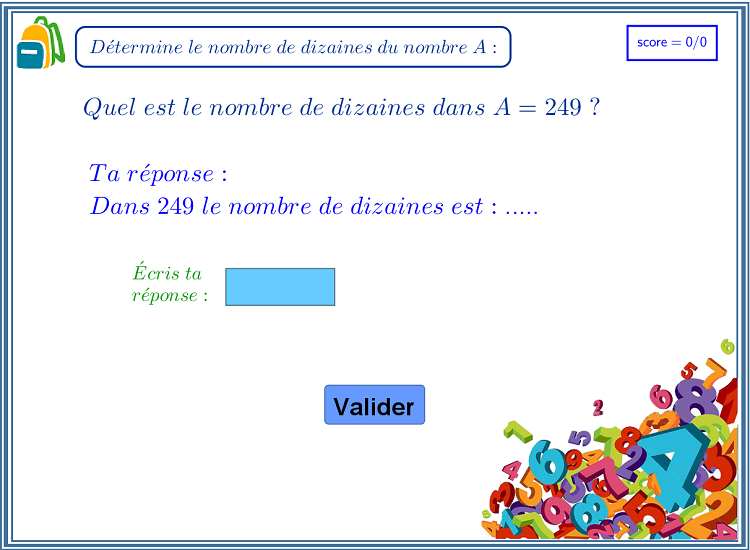 Détermine le nombre de dizaines du nombre A :
score = 0/0
Quel est le nombre de dizaines dans A = 249 ?
Ta réponse :
Dans 249 le nombre de dizaines est : .....
Écris ta
réponse :
Valider